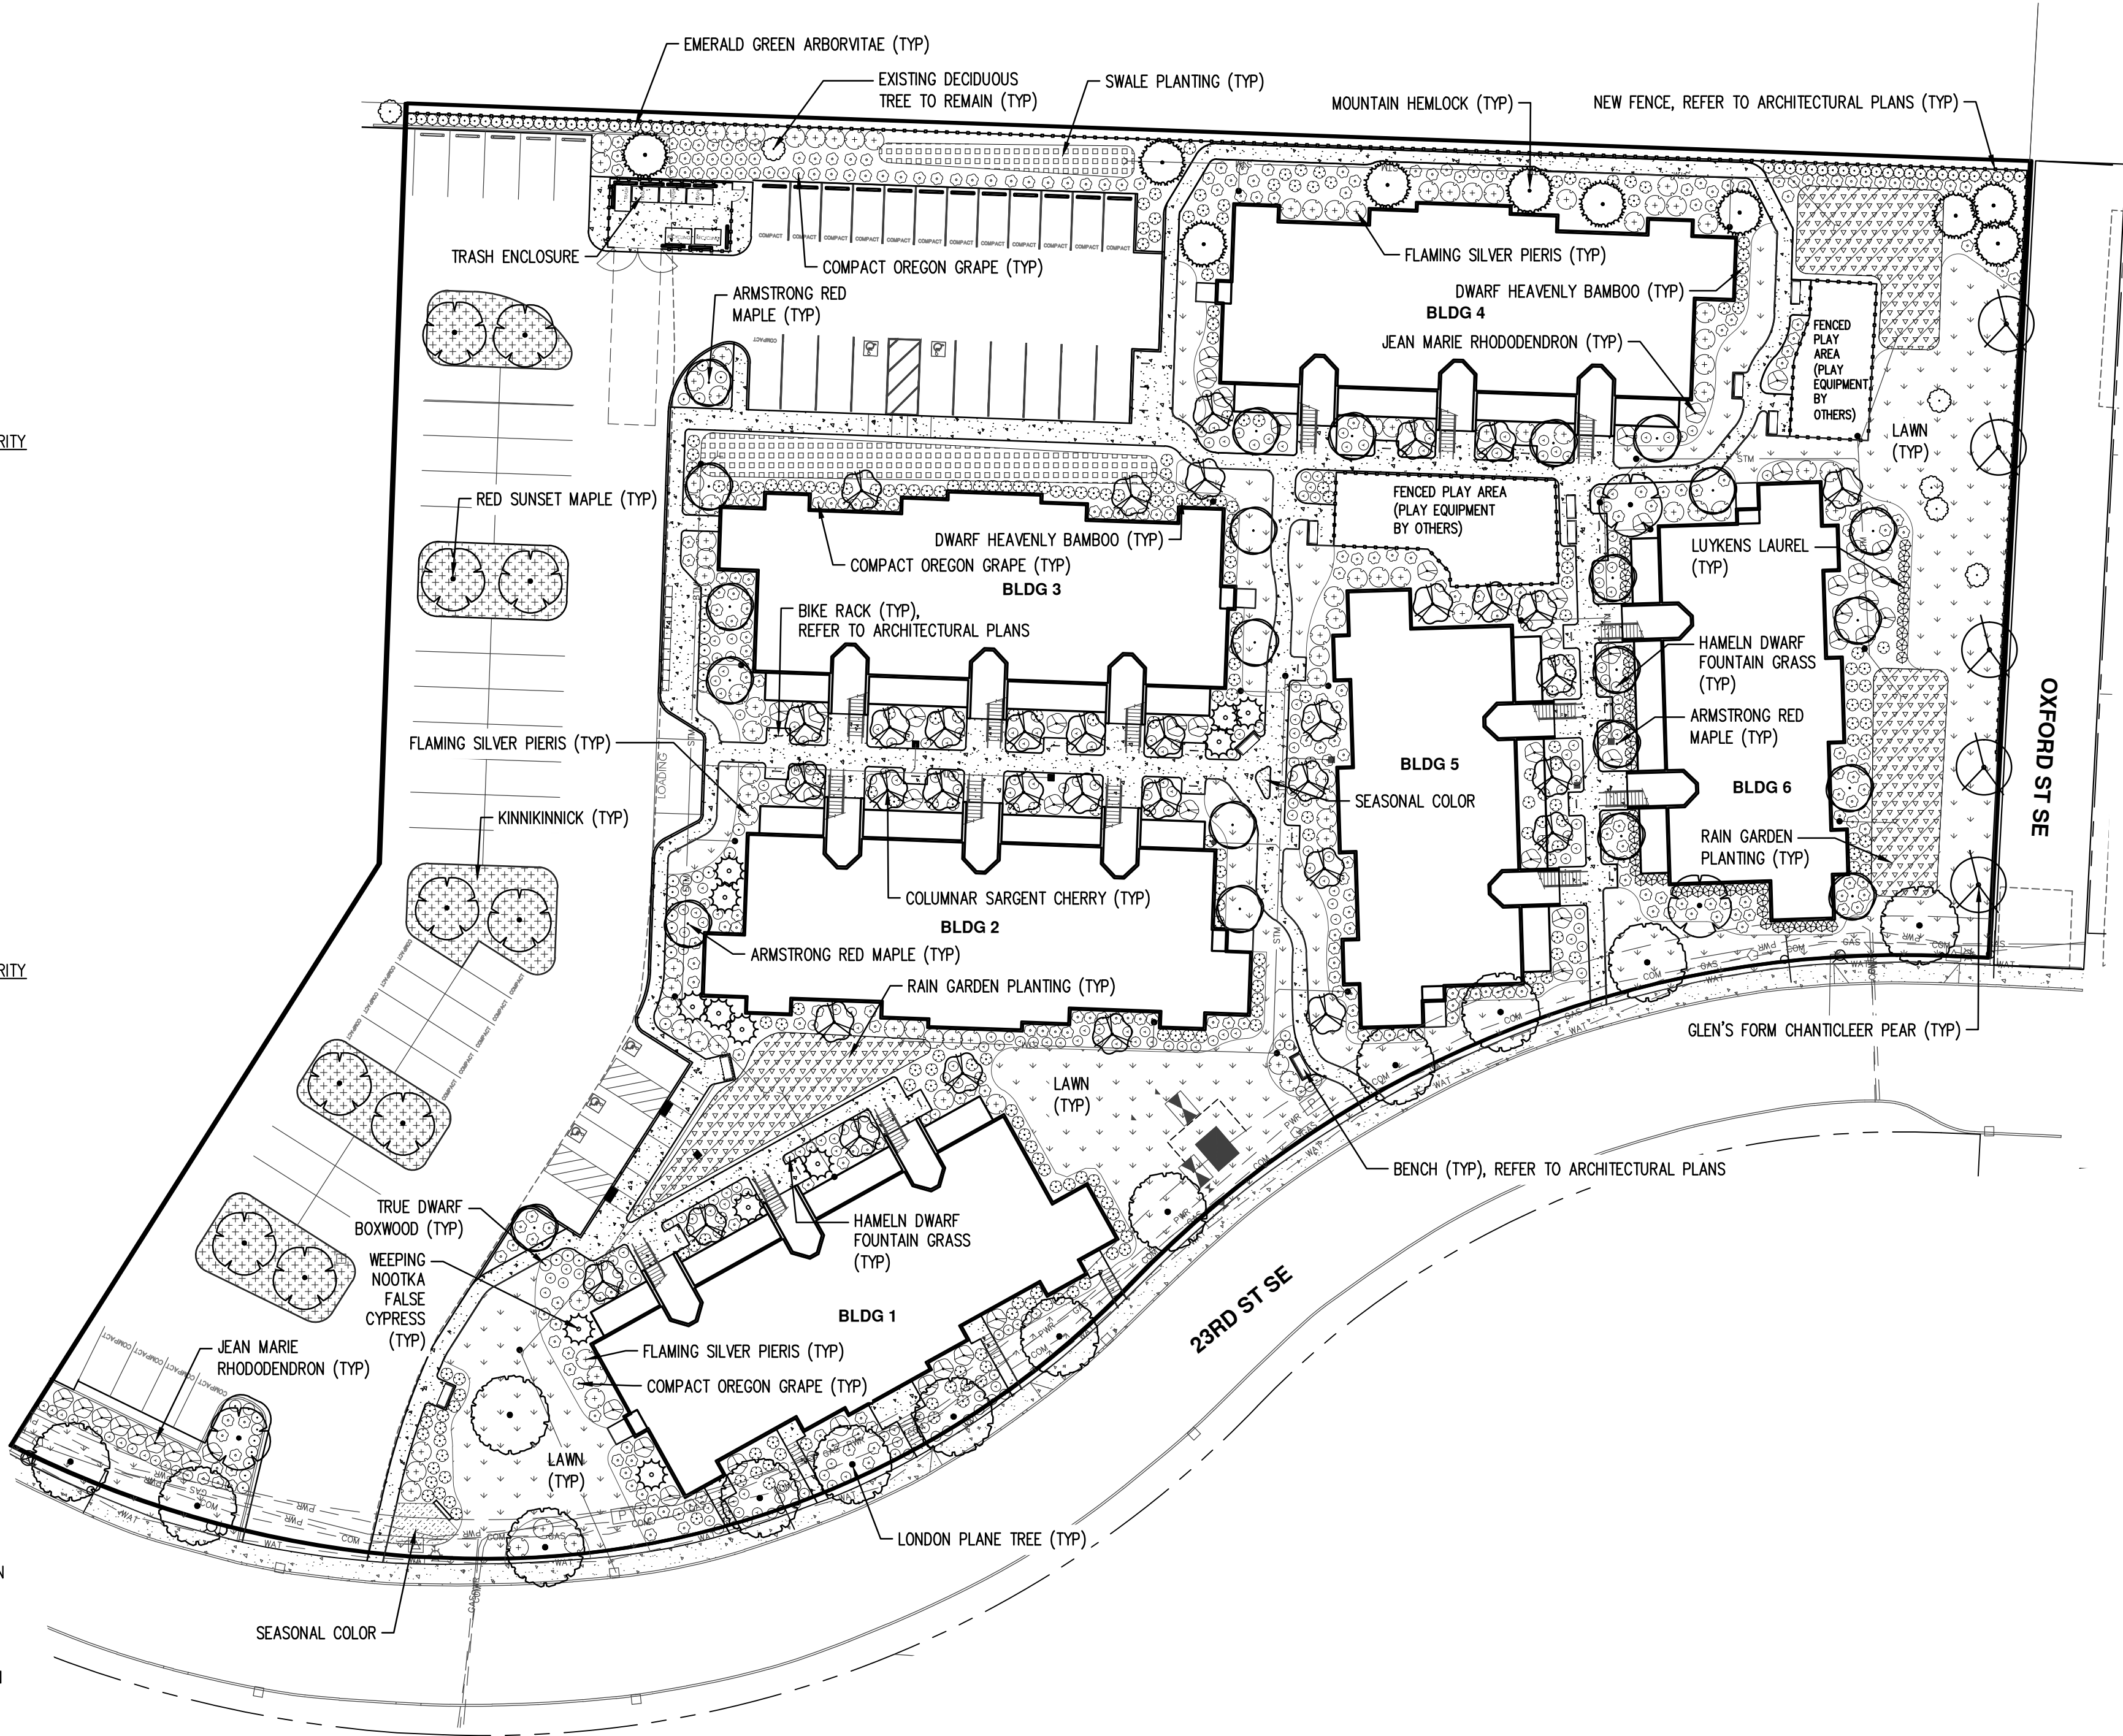 EMERALD GREEN ARBORVITAE (TYP)
EXISTING DECIDUOUS
TREE TO REMAIN (TYP)
SWALE PLANTING (TYP)
MOUNTAIN HEMLOCK (TYP)
NEW FENCE, REFER TO ARCHITECTURAL PLANS (TYP)
TRASH ENCLOSURE
COMPACT OREGON GRAPE (TYP)
ARMSTRONG RED
MAPLE (TYP)
FLAMING SILVER PIERIS (TYP)
DWARF HEAVENLY BAMBOO (TYP)
BLDG 4
JEAN MARIE RHODODENDRON (TYP)
FENCED
PLAY
AREA
(PLAY
EQUIPMENT
BY
OTHERS)
LAWN
(TYP)
RITY
RED SUNSET MAPLE (TYP)
FENCED PLAY AREA
(PLAY EQUIPMENT
BY OTHERS)
DWARF HEAVENLY BAMBOO (TYP)
COMPACT OREGON GRAPE (TYP)
BLDG 3
LUYKENS LAUREL
(TYP)
BIKE RACK (TYP),
REFER TO ARCHITECTURAL PLANS
HAMELN DWARF
FOUNTAIN GRASS
(TYP)
ARMSTRONG RED
MAPLE (TYP)
OXFORD ST SE
FLAMING SILVER PIERIS (TYP)
LOADING
BLDG 5
BLDG 6
SEASONAL COLOR
KINNIKINNICK (TYP)
RAIN GARDEN
PLANTING (TYP)
COLUMNAR SARGENT CHERRY (TYP)
BLDG 2
ARMSTRONG RED MAPLE (TYP)
RITY
RAIN GARDEN PLANTING (TYP)
GLEN'S FORM CHANTICLEER PEAR (TYP)
LAWN
(TYP)
BENCH (TYP), REFER TO ARCHITECTURAL PLANS
TRUE DWARF
BOXWOOD (TYP)
HAMELN DWARF
FOUNTAIN GRASS
(TYP)
WEEPING
NOOTKA
FALSE
CYPRESS
(TYP)
BLDG 1
23RD ST SE
JEAN MARIE
RHODODENDRON (TYP)
FLAMING SILVER PIERIS (TYP)
COMPACT OREGON GRAPE (TYP)
LAWN
(TYP)
LONDON PLANE TREE (TYP)
SEASONAL COLOR